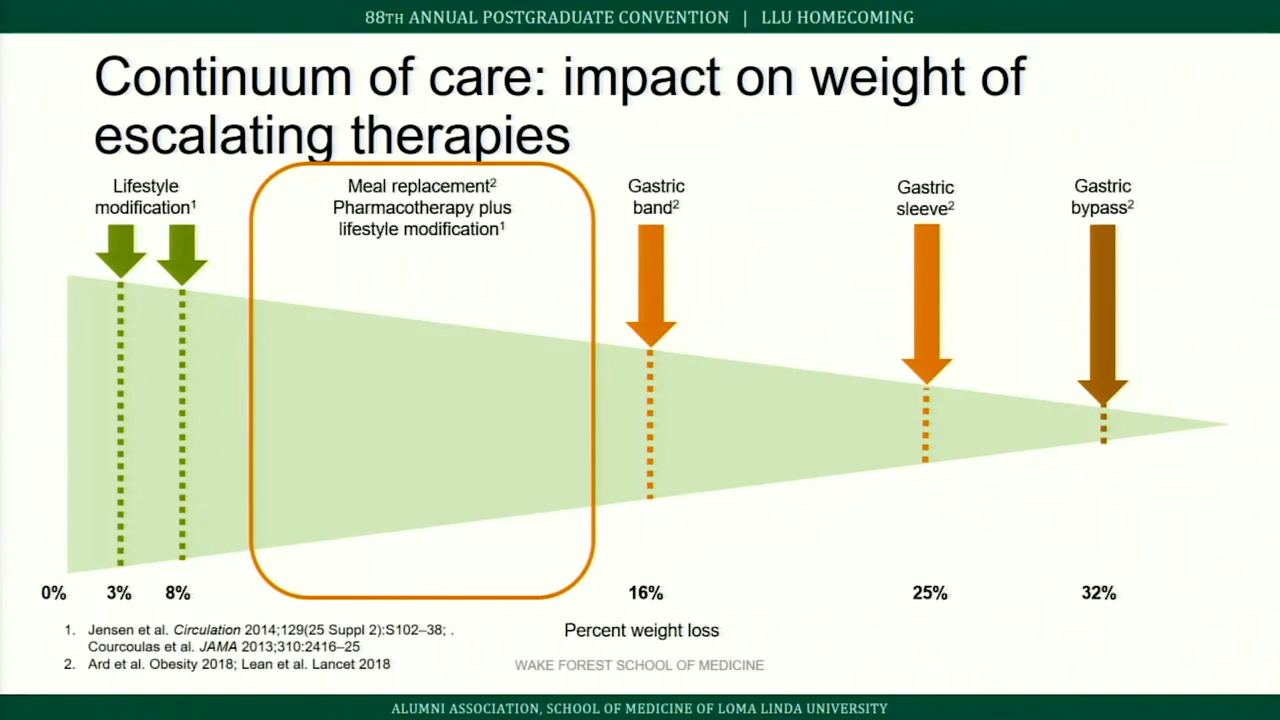 88TH ANNUAL POSTGRADUATE CONVENTION | LLU HOMECOMING
Continuum of care: impact on weight of
escalating therapies
Lifestyle
modification¹
Meal replacement²
Pharmacotherapy plus
lifestyle modification¹
Gastric
band²
Gastric
sleeve²
Gastric
bypass²
0% 3% 8% 16% 25% 32%
Percent weight loss
1. Jensen et al. Circulation 2014;129(25 Suppl 2):S102–38; .
Courcoulas et al. JAMA 2013;310:2416–25
2. Ard et al. Obesity 2018; Lean et al. Lancet 2018
WAKE FOREST SCHOOL OF MEDICINE
ALUMNI ASSOCIATION, SCHOOL OF MEDICINE OF LOMA LINDA UNIVERSITY